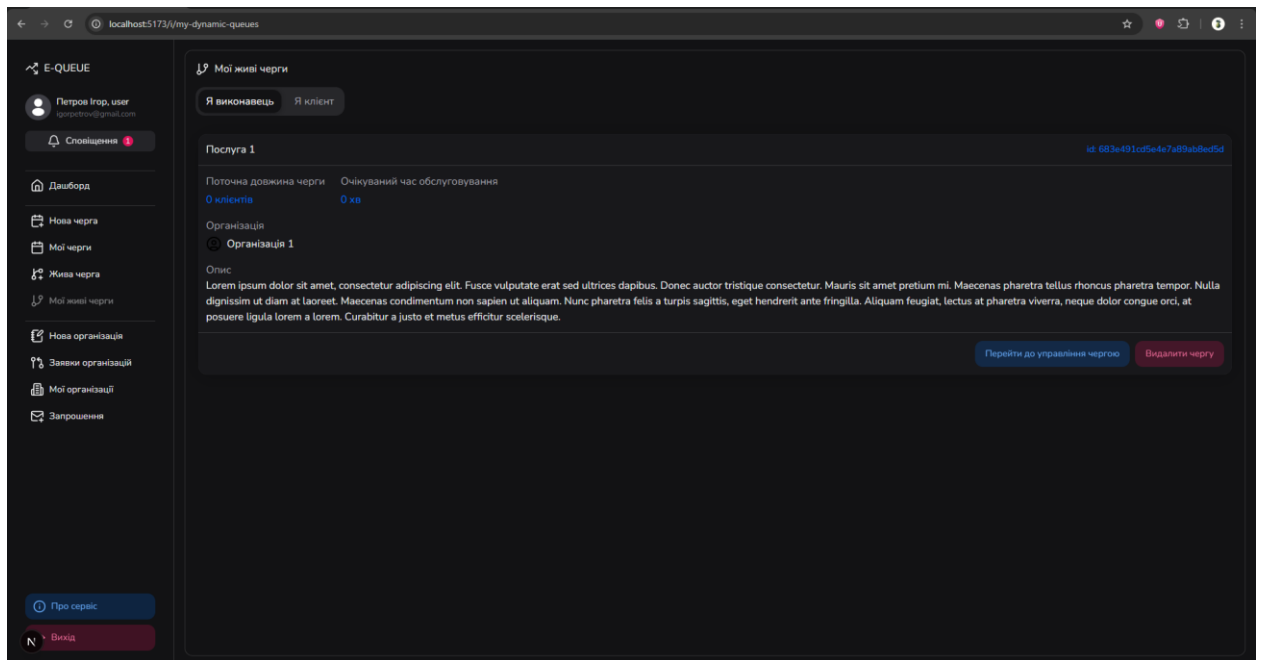 localhost:5173/i/my-dynamic-queues
E-QUEUE
Петров Ігор, user
igorpetrov@gmail.com
Сповіщення 1
Дашборд
Нова черга
Мої черги
Жива черга
Мої живі черги
Нова організація
Заявки організацій
Мої організації
Запрошення
Про сервіс
N
Вихід
Мої живі черги
Я виконавець Я клієнт
Послуга 1 id: 683e491cd5e4e7a89ab8ed5d
Поточна довжина черги Очікуваний час обслуговування
0 клієнтів 0 хв
Організація
Організація 1
Опис
Lorem ipsum dolor sit amet, consectetur adipiscing elit. Fusce vulputate erat sed ultrices dapibus. Donec auctor tristique consectetur. Mauris sit amet pretium mi. Maecenas pharetra tellus rhoncus pharetra tempor. Nulla
dignissim ut diam at laoreet. Maecenas condimentum non sapien ut aliquam. Nunc pharetra felis a turpis sagittis, eget hendrerit ante fringilla. Aliquam feugiat, lectus at pharetra viverra, neque dolor congue orci, at
posuere ligula lorem a lorem. Curabitur a justo et metus efficitur scelerisque.
Перейти до управління чергою Видалити чергу